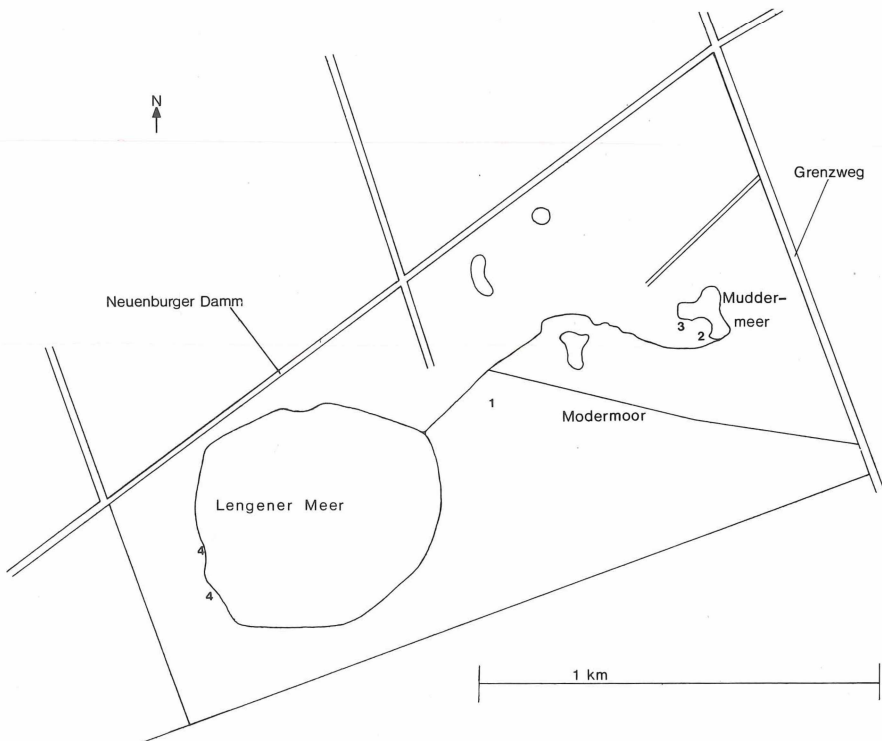 N
Grenzweg
Neuenburger Damm
Mudder-
meer
3
2
1
Modermoor
Lengener Meer
4
4
1 km